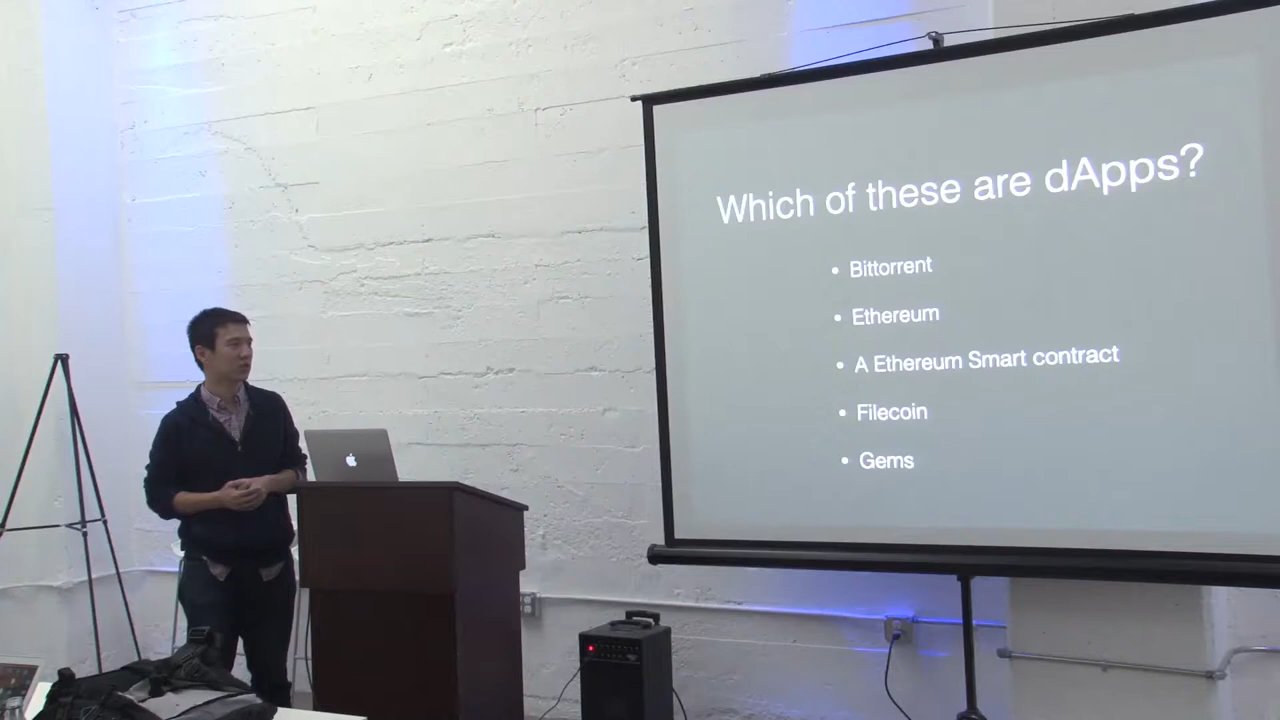 Which of these are dApps?
• Bittorrent
• Ethereum
• A Ethereum Smart contract
• Filecoin
• Gems